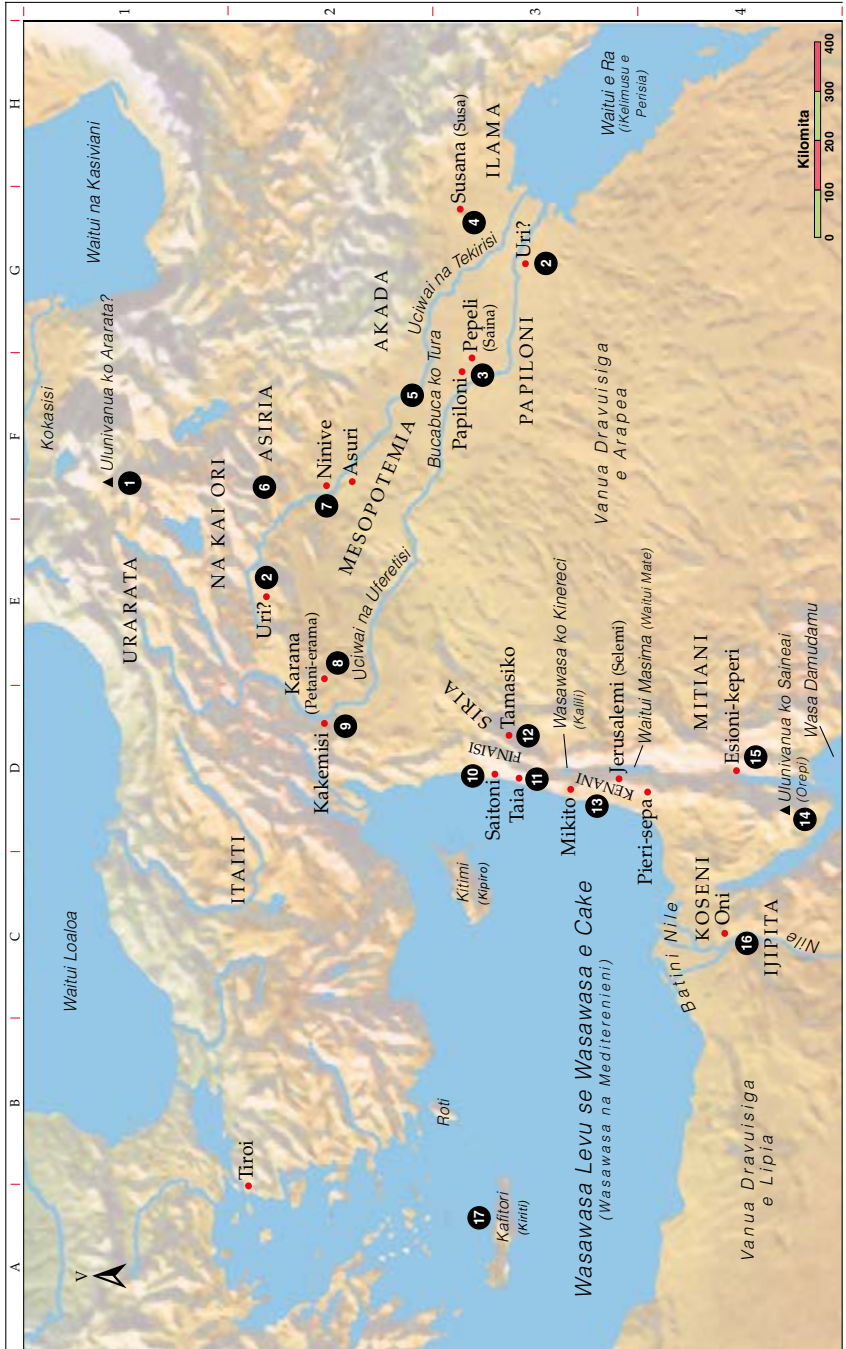 A
B
C
D
E
F
G
H
1
2
3
4
V
Waitui Loaloa
Kokasisi
Waitui na Kasiviani
Ulunivanua ko Ararata?
1
URARATA
NA KAI ORI
6
ASIRIA
Tiroi
ITAITI
Uri?
2
7
Ninive
Asuri
AKADA
Karana
(Petani-erama)
8
Kakemisi
9
MESOPOTEMIA
5
Uciwai na Tekirisi
Bucabuca ko Tura
Uciwai na Uferetisi
Susana (Susa)
4
ILAMA
Papiloni
Pepeli
(Saina)
3
Uri?
2
PAPILONI
Roti
Kitimi
(Kipiro)
17
Kafitori
(Kiriti)
10
Saitoni
FINAISI
SIRIA
Tamasiko
12
Taia
11
Wasawasa ko Kinereci
(Kalili)
Mikito
13
KENANI
Jerusalemi (Selemi)
Waitui Masima (Waitui Mate)
Pieri-sepa
Wasawasa Levu se Wasawasa e Cake
(Wasawasa na Mediterenieni)
Vanua Dravuisiga
e Arapea
Waitui e Ra
(iKelimusu e
Perisia)
Batini Nile
KOSENI
Oni
16
IJIPITA
Nile
MITIANI
Esioni-keperi
15
Ulunivanua ko Saineai
(Orepi)
14
Wasa Damudamu
Vanua Dravuisiga
e Lipia
Kilomita
0 100 200 300 400